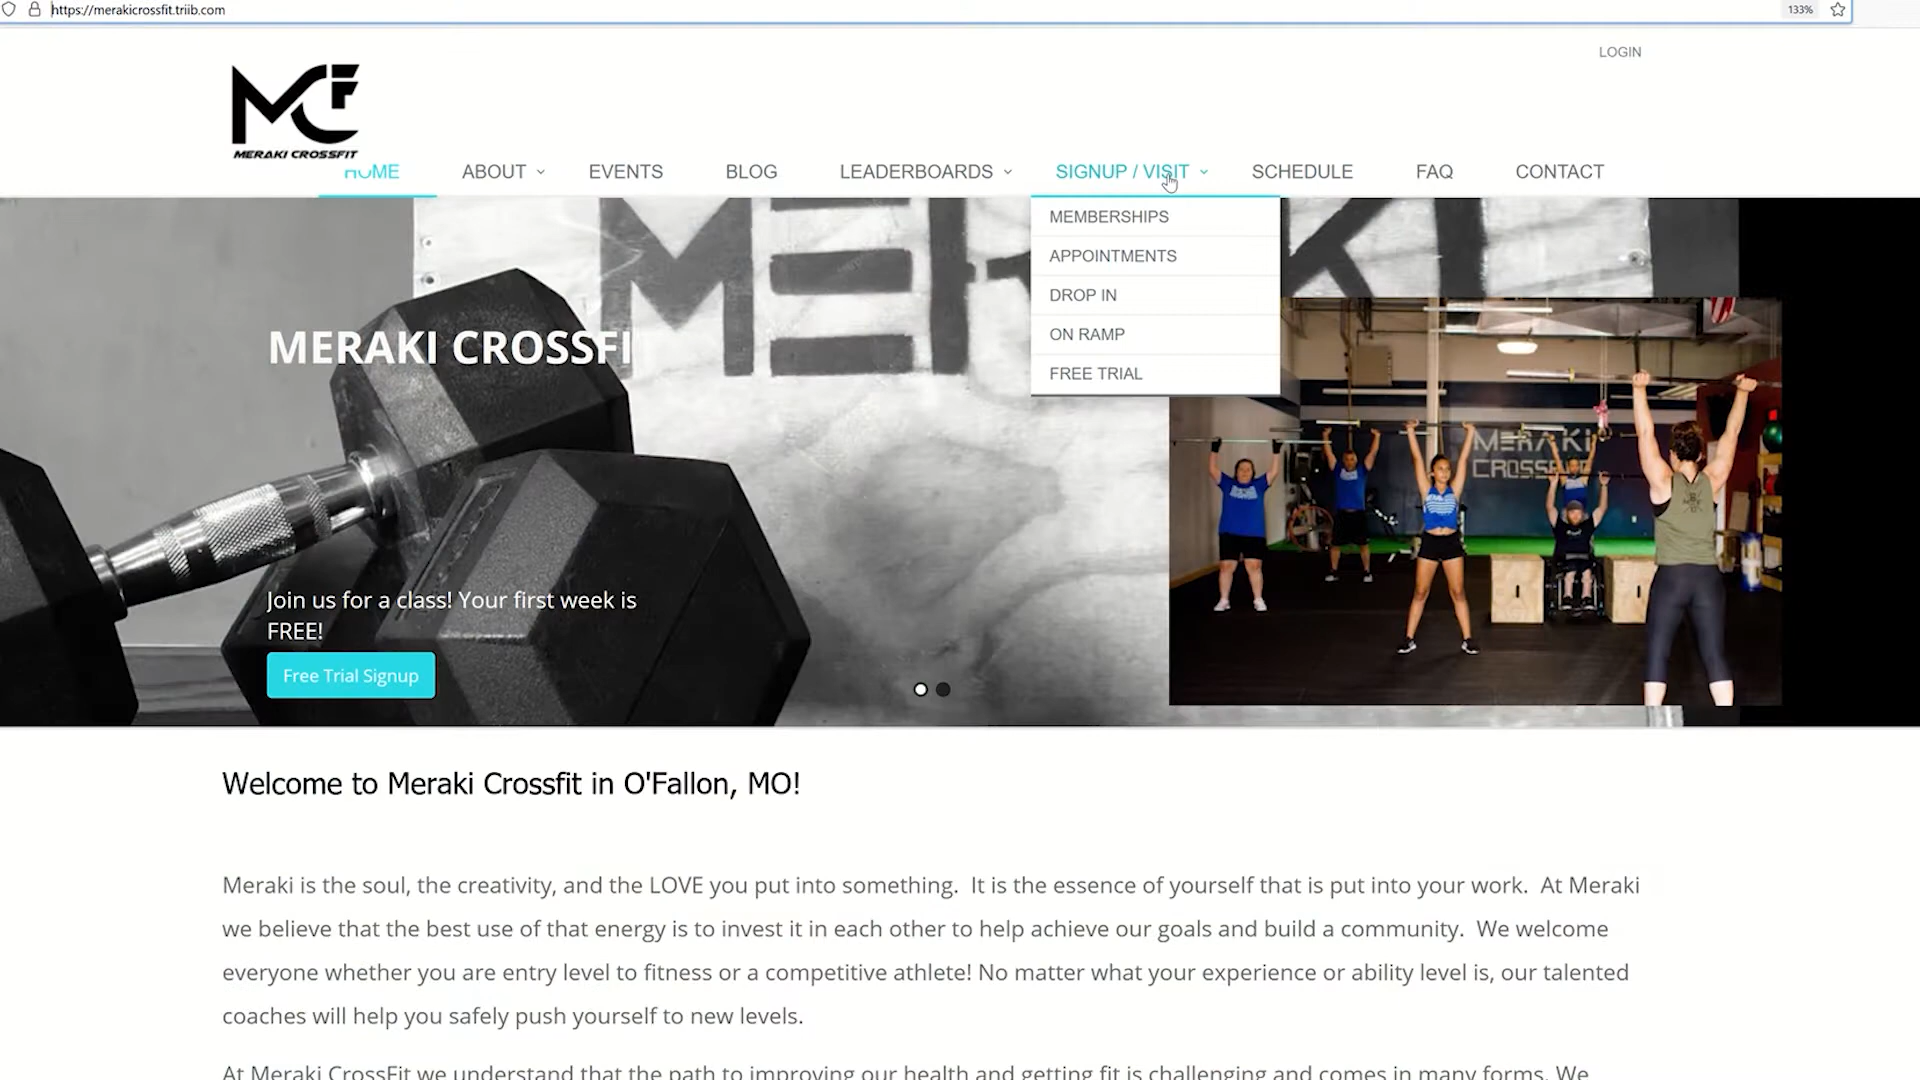 https://merakicrossfit.triib.com
133%
LOGIN
MCF
MERAKI CROSSFIT
HOME
ABOUT
EVENTS
BLOG
LEADERBOARDS
SIGNUP / VISIT
SCHEDULE
FAQ
CONTACT
MEMBERSHIPS
APPOINTMENTS
DROP IN
ON RAMP
FREE TRIAL
MERAKI CROSSFI
MERAKI
CROSSFIT
Join us for a class! Your first week is
FREE!
Free Trial Signup
Welcome to Meraki Crossfit in O'Fallon, MO!
Meraki is the soul, the creativity, and the LOVE you put into something. It is the essence of yourself that is put into your work. At Meraki
we believe that the best use of that energy is to invest it in each other to help achieve our goals and build a community. We welcome
everyone whether you are entry level to fitness or a competitive athlete! No matter what your experience or ability level is, our talented
coaches will help you safely push yourself to new levels.
At Meraki CrossFit we understand that the path to improving our health and getting fit is challenging and comes in many forms. We